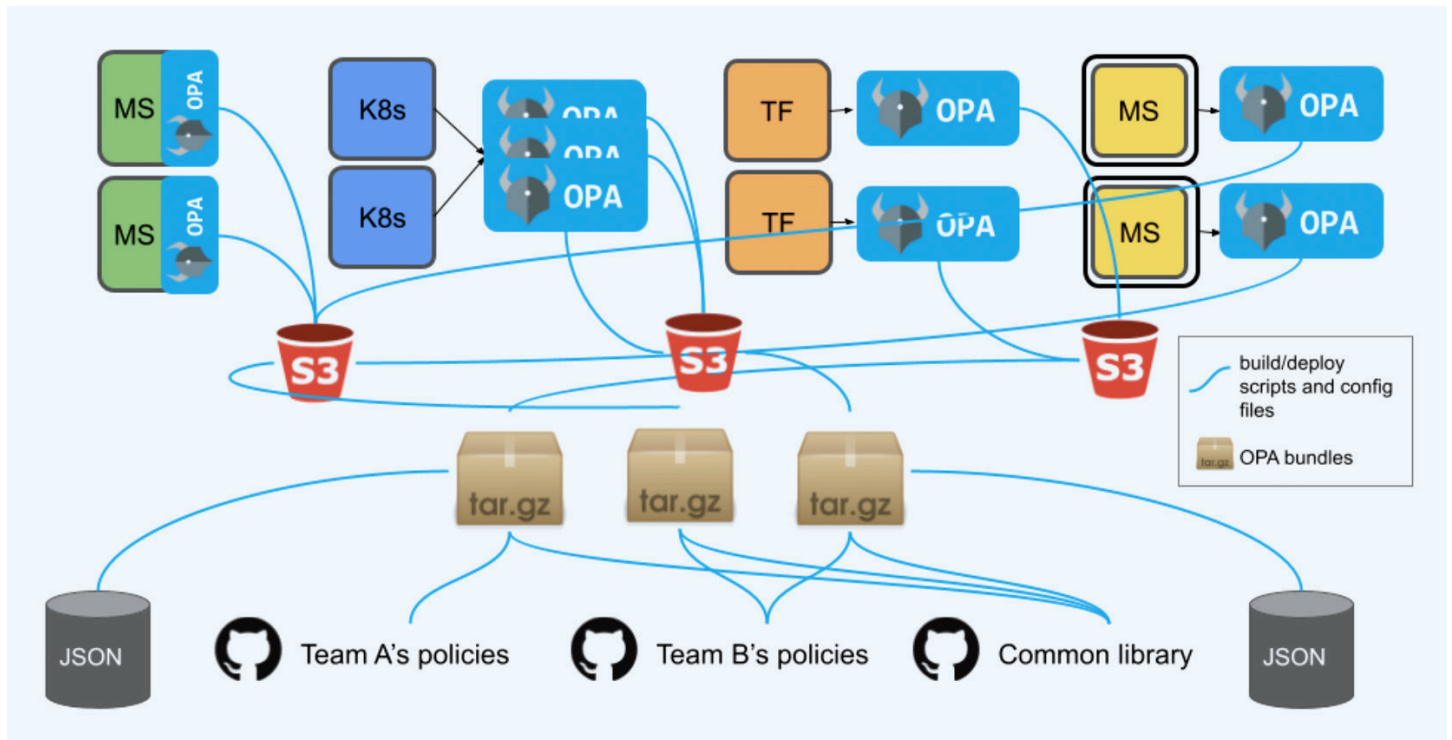 MS
OPA
K8s
OPA
OPA
OPA
TF
OPA
MS
OPA
MS
OPA
K8s
TF
OPA
MS
OPA
S3
S3
S3
build/deploy
scripts and config
files
tar.gz
OPA bundles
tar.gz
tar.gz
tar.gz
JSON
Team A's policies
Team B's policies
Common library
JSON